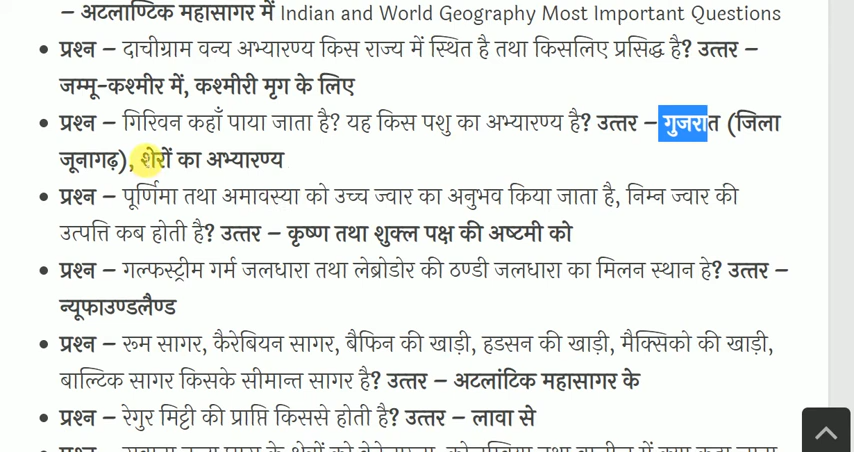 – अटलाण्टिक महासागर में Indian and World Geography Most Important Questions
• प्रश्न – दाचीग्राम वन्य अभ्यारण्य किस राज्य में स्थित है तथा किसलिए प्रसिद्ध है? उत्तर –
जम्मू-कश्मीर में, कश्मीरी मृग के लिए
• प्रश्न – गिरिवन कहाँ पाया जाता है? यह किस पशु का अभ्यारण्य है? उत्तर – गुजरात (जिला
जूनागढ़), शेरों का अभ्यारण्य
• प्रश्न – पूर्णिमा तथा अमावस्या को उच्च ज्वार का अनुभव किया जाता है, निम्न ज्वार की
उत्पत्ति कब होती है? उत्तर – कृष्ण तथा शुक्ल पक्ष की अष्टमी को
• प्रश्न – गल्फस्ट्रीम गर्म जलधारा तथा लेब्रोडोर की ठण्डी जलधारा का मिलन स्थान हे? उत्तर –
न्यूफाउण्डलैण्ड
• प्रश्न – रूम सागर, कैरेबियन सागर, बैफिन की खाड़ी, हडसन की खाड़ी, मैक्सिको की खाड़ी,
बाल्टिक सागर किसके सीमान्त सागर है? उत्तर – अटलांटिक महासागर के
• प्रश्न – रेगुर मिट्टी की प्राप्ति किससे होती है? उत्तर – लावा से